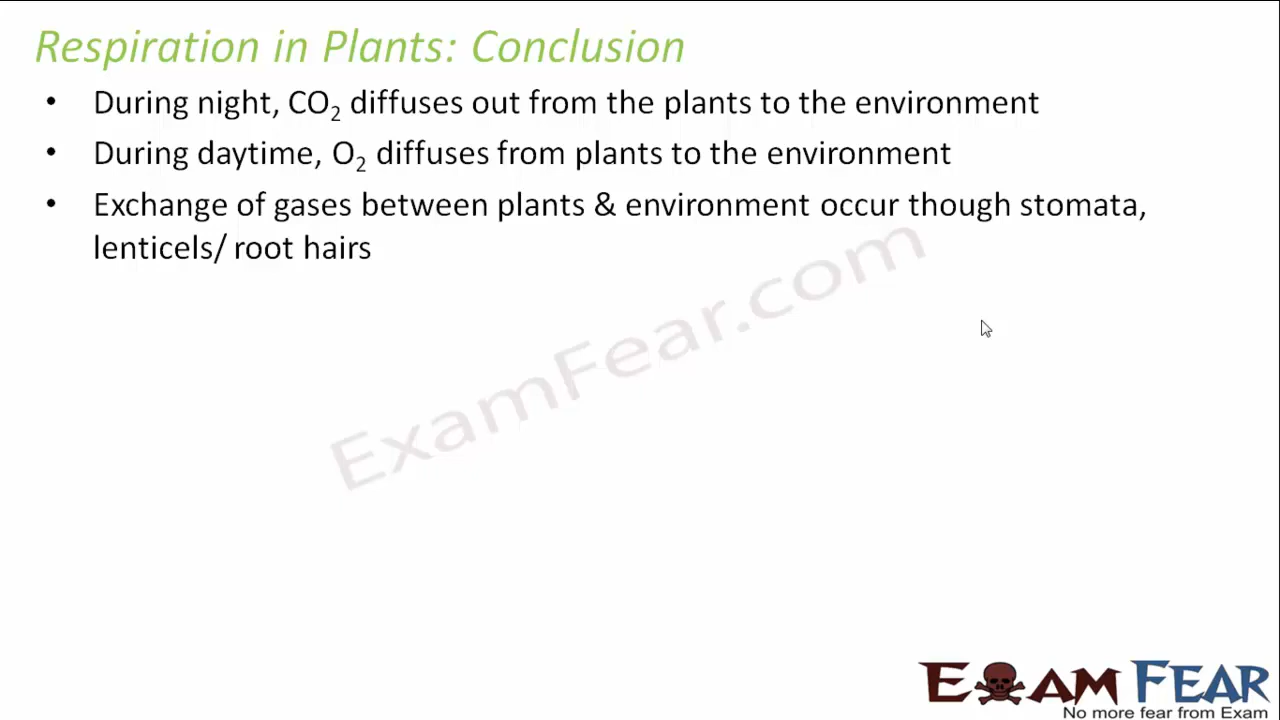 Respiration in Plants: Conclusion
• During night, CO₂ diffuses out from the plants to the environment
• During daytime, O₂ diffuses from plants to the environment
• Exchange of gases between plants & environment occur though stomata,
lenticels/ root hairs
ExamFear.com
EXAM FEAR
No more fear from Exam